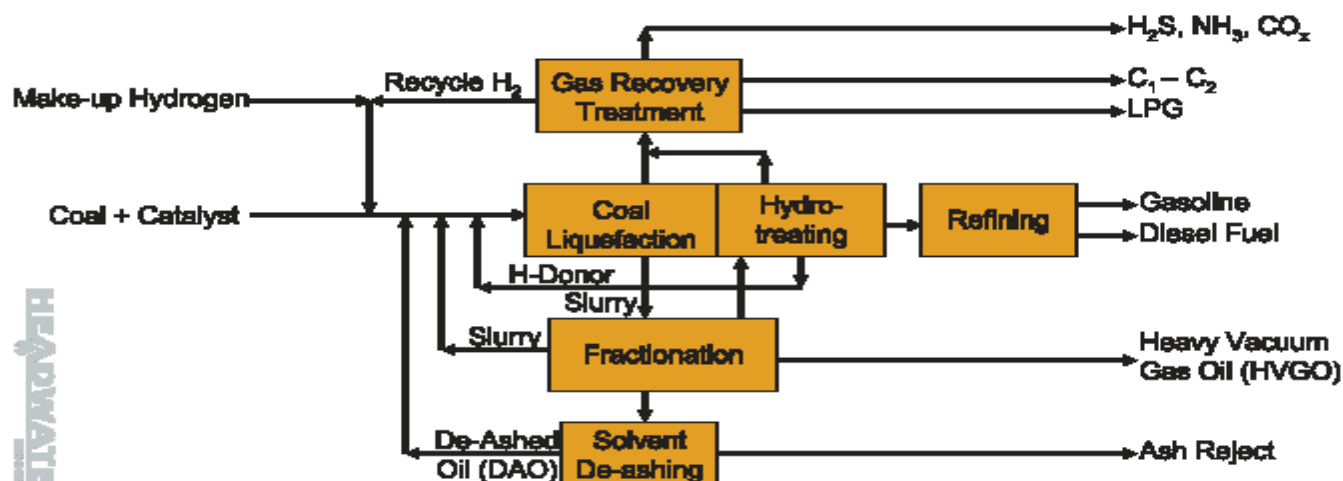 H₂S, NH₃, COₓ
Recycle H₂
Gas Recovery
Treatment
C₁ – C₂
Make-up Hydrogen
LPG
Coal + Catalyst
Coal
Liquefaction
Hydro-
treating
Refining
Gasoline
Diesel Fuel
H-Donor
Slurry
Slurry
Fractionation
Heavy Vacuum
Gas Oil (HVGO)
De-Ashed
Oil (DAO)
Solvent
De-ashing
Ash Reject